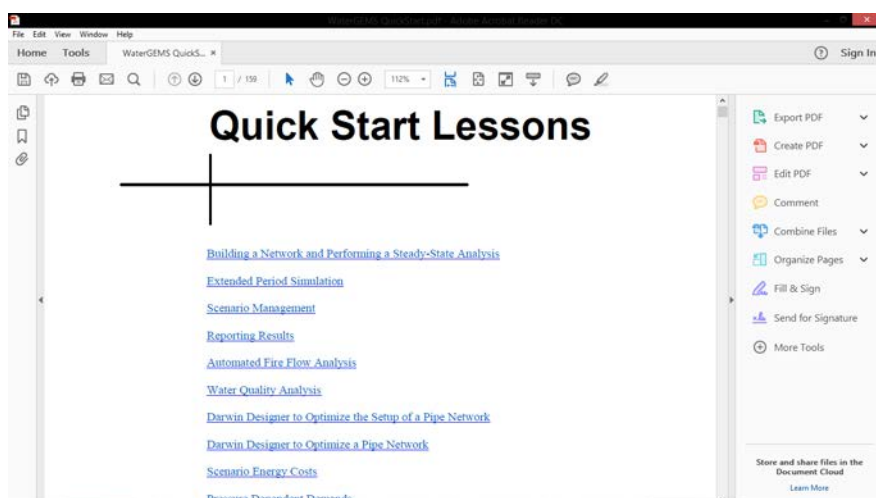 WaterGEMS QuickStart.pdf - Adobe Acrobat Reader DC
File Edit View Window Help
Home Tools WaterGEMS QuickS... × ? Sign In
1 / 159 112%
Quick Start Lessons
Building a Network and Performing a Steady-State Analysis
Extended Period Simulation
Scenario Management
Reporting Results
Automated Fire Flow Analysis
Water Quality Analysis
Darwin Designer to Optimize the Setup of a Pipe Network
Darwin Designer to Optimize a Pipe Network
Scenario Energy Costs
Pressure Dependent Demands
Export PDF
Create PDF
Edit PDF
Comment
Combine Files
Organize Pages
Fill & Sign
Send for Signature
More Tools
Store and share files in the
Document Cloud
Learn More